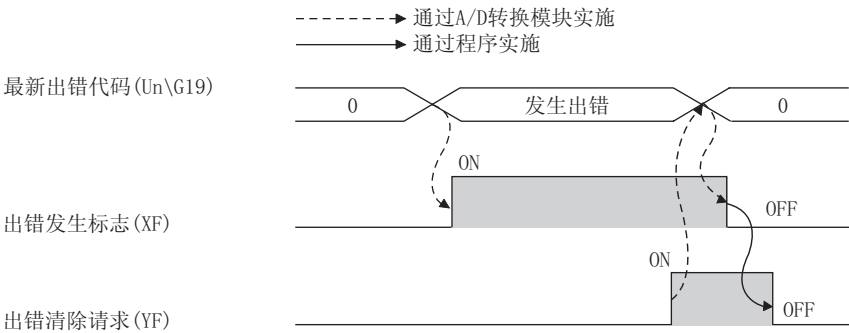 通过A/D转换模块实施
通过程序实施
最新出错代码(Un\G19)
0
发生出错
0
ON
出错发生标志(XF)
OFF
ON
出错清除请求(YF)
OFF